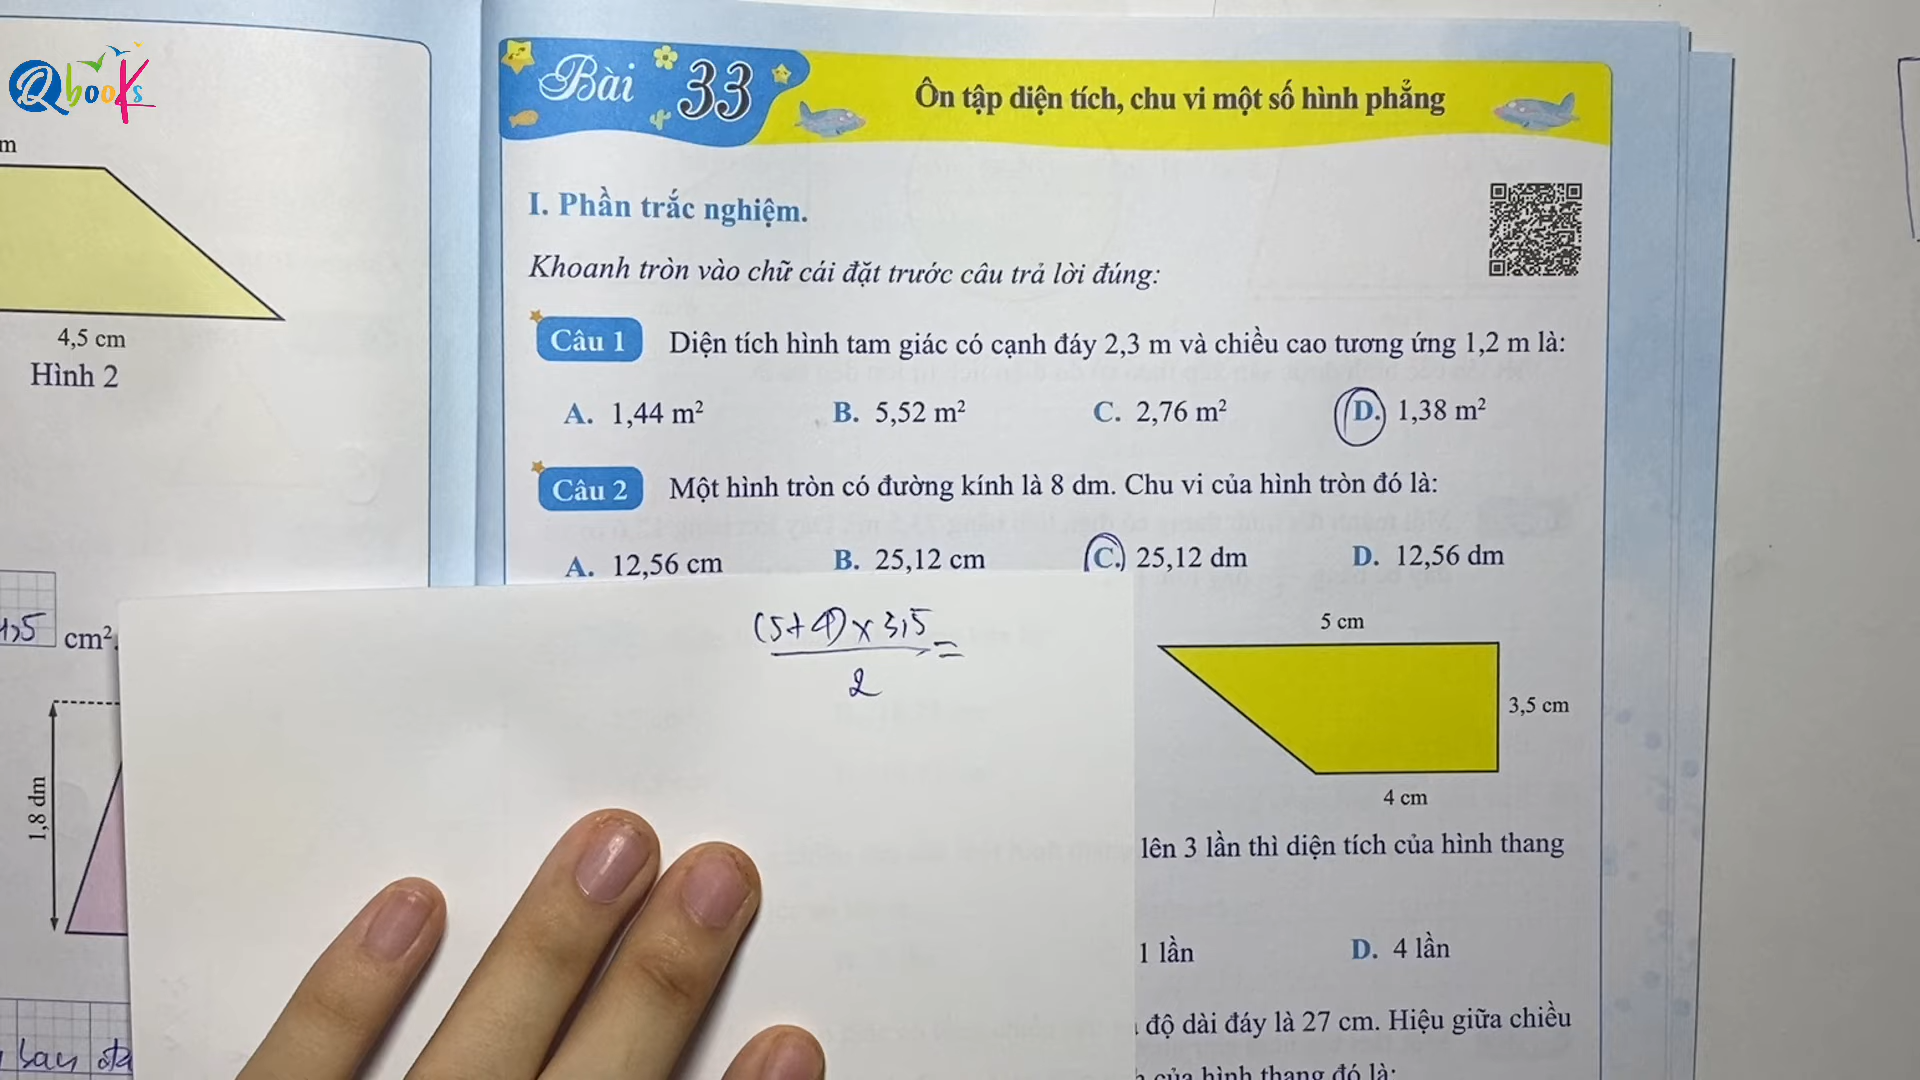 Qbooks
m
4,5 cm
Hình 2
cm².
1,8 dm
Bài 33
Ôn tập diện tích, chu vi một số hình phẳng
I. Phần trắc nghiệm.
Khoanh tròn vào chữ cái đặt trước câu trả lời đúng:
Câu 1 Diện tích hình tam giác có cạnh đáy 2,3 m và chiều cao tương ứng 1,2 m là:
A. 1,44 m² B. 5,52 m² C. 2,76 m² D. 1,38 m²
Câu 2 Một hình tròn có đường kính là 8 dm. Chu vi của hình tròn đó là:
A. 12,56 cm B. 25,12 cm C. 25,12 dm D. 12,56 dm
(5+4)x3,5
=
2
5 cm
3,5 cm
4 cm
lên 3 lần thì diện tích của hình thang
1 lần D. 4 lần
độ dài đáy là 27 cm. Hiệu giữa chiều
của hình thang đó là: